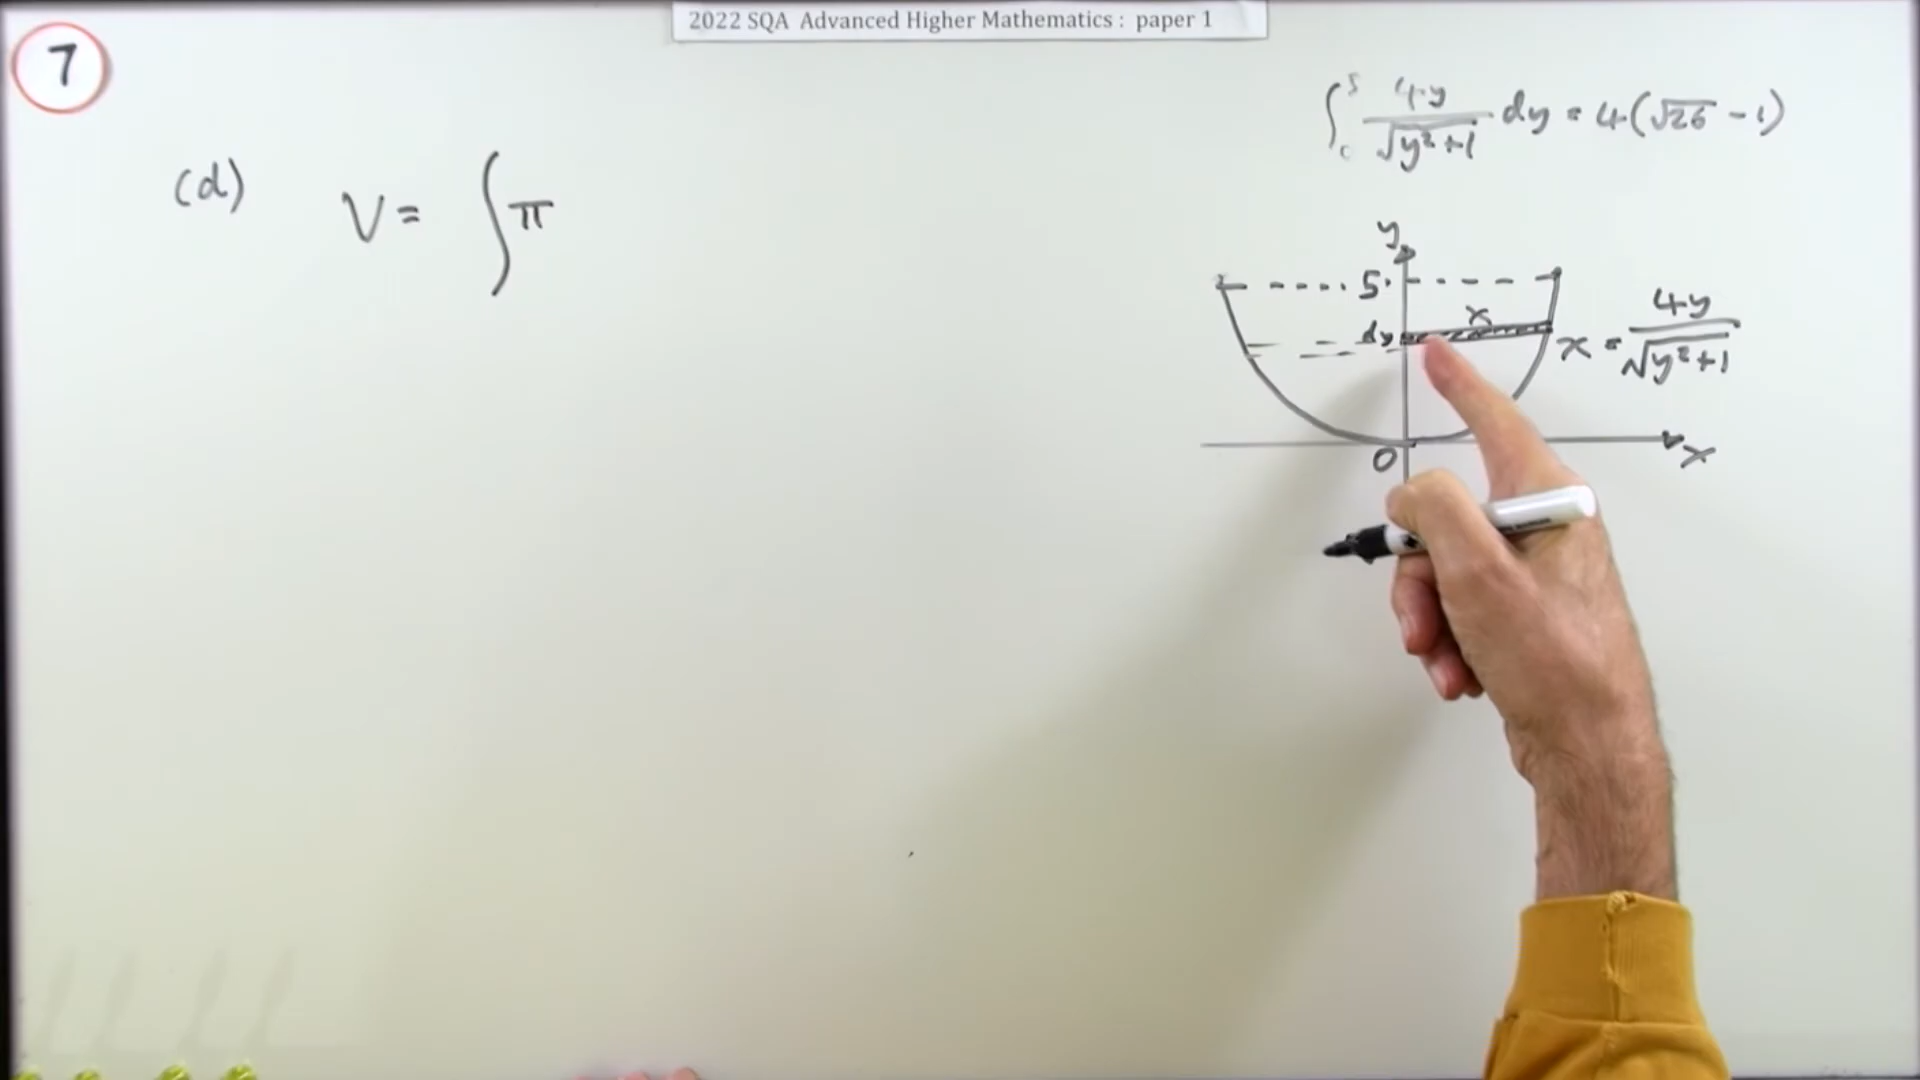 2022 SQA Advanced Higher Mathematics : paper 1
7
∫₀⁵ 4y/√(y²+1) dy = 4(√26 - 1)
(d) V = ∫ π
y
5
x
dy
x = 4y/√(y²+1)
0
x